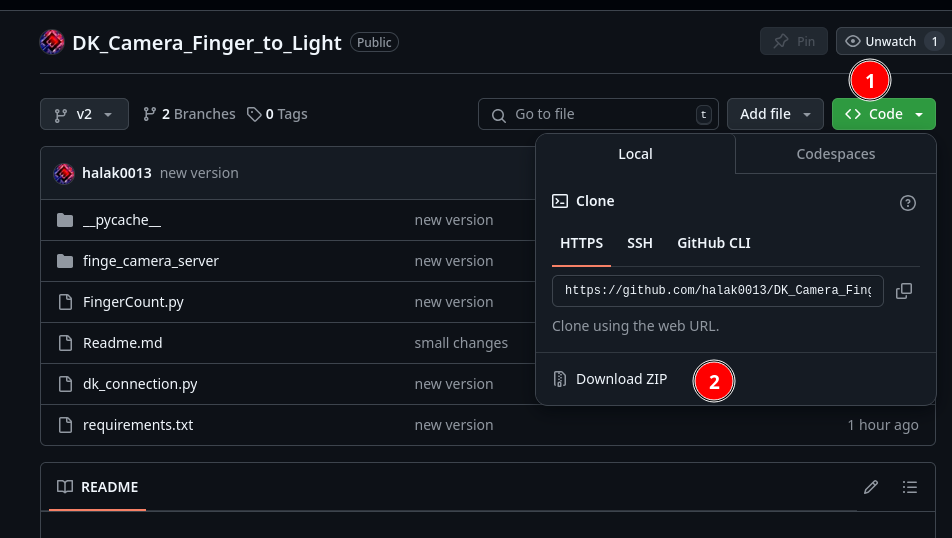 DK_Camera_Finger_to_Light Public Pin Unwatch 1
1
v2 2 Branches 0 Tags Go to file t Add file <> Code
Local Codespaces
halak0013 new version
Clone
__pycache__ new version
HTTPS SSH GitHub CLI
finge_camera_server new version
https://github.com/halak0013/DK_Camera_Fing
FingerCount.py new version
Clone using the web URL.
Readme.md small changes
dk_connection.py new version
Download ZIP 2
requirements.txt new version 1 hour ago
README